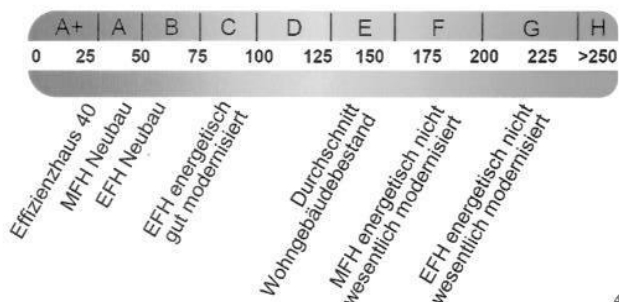 A+ A B C D E F G H
0 25 50 75 100 125 150 175 200 225 >250
Effizienzhaus 40
MFH Neubau
EFH Neubau
EFH energetisch
gut modernisiert
Durchschnitt
Wohngebäudebestand
MFH energetisch nicht
wesentlich modernisiert
EFH energetisch nicht
wesentlich modernisiert